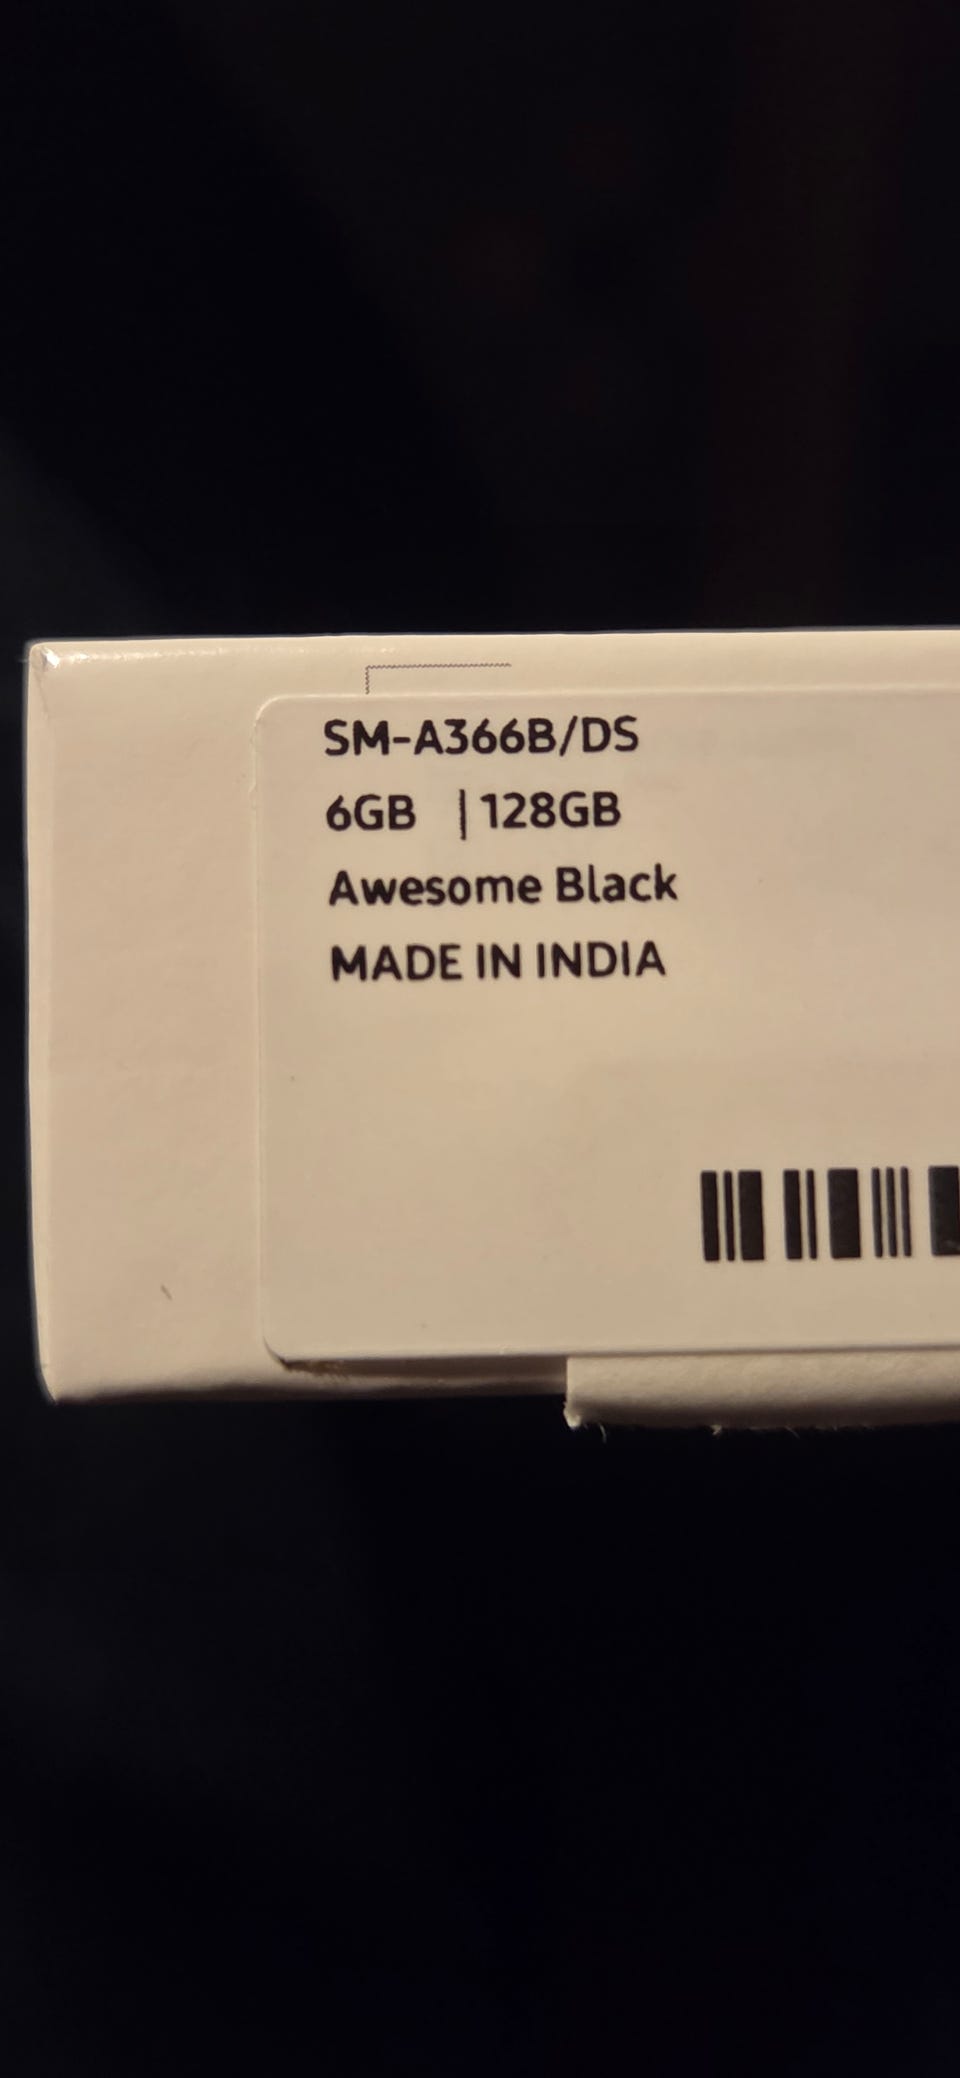 SM-A366B/DS
6GB | 128GB
Awesome Black
MADE IN INDIA